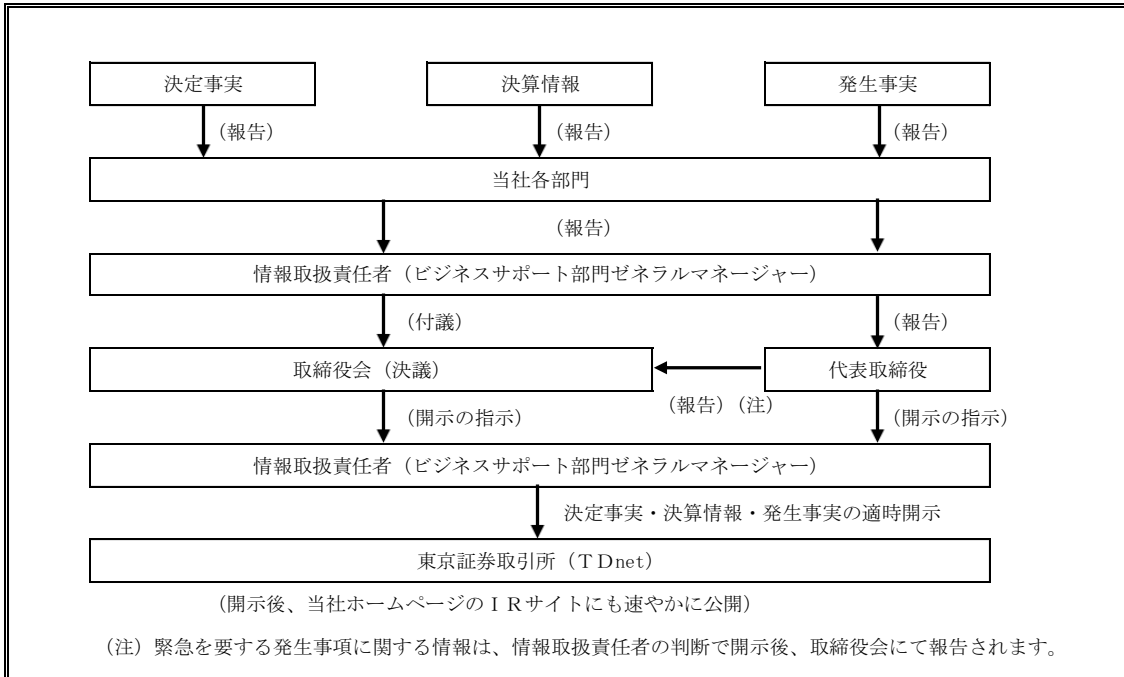 決定事実
決算情報
発生事実
(報告)
(報告)
(報告)
当社各部門
(報告)
情報取扱責任者(ビジネスサポート部門ゼネラルマネージャー)
(付議)
(報告)
取締役会(決議)
代表取締役
(報告)(注)
(開示の指示)
(開示の指示)
情報取扱責任者(ビジネスサポート部門ゼネラルマネージャー)
決定事実・決算情報・発生事実の適時開示
東京証券取引所(TDnet)
(開示後、当社ホームページのIRサイトにも速やかに公開)
(注)緊急を要する発生事項に関する情報は、情報取扱責任者の判断で開示後、取締役会にて報告されます。